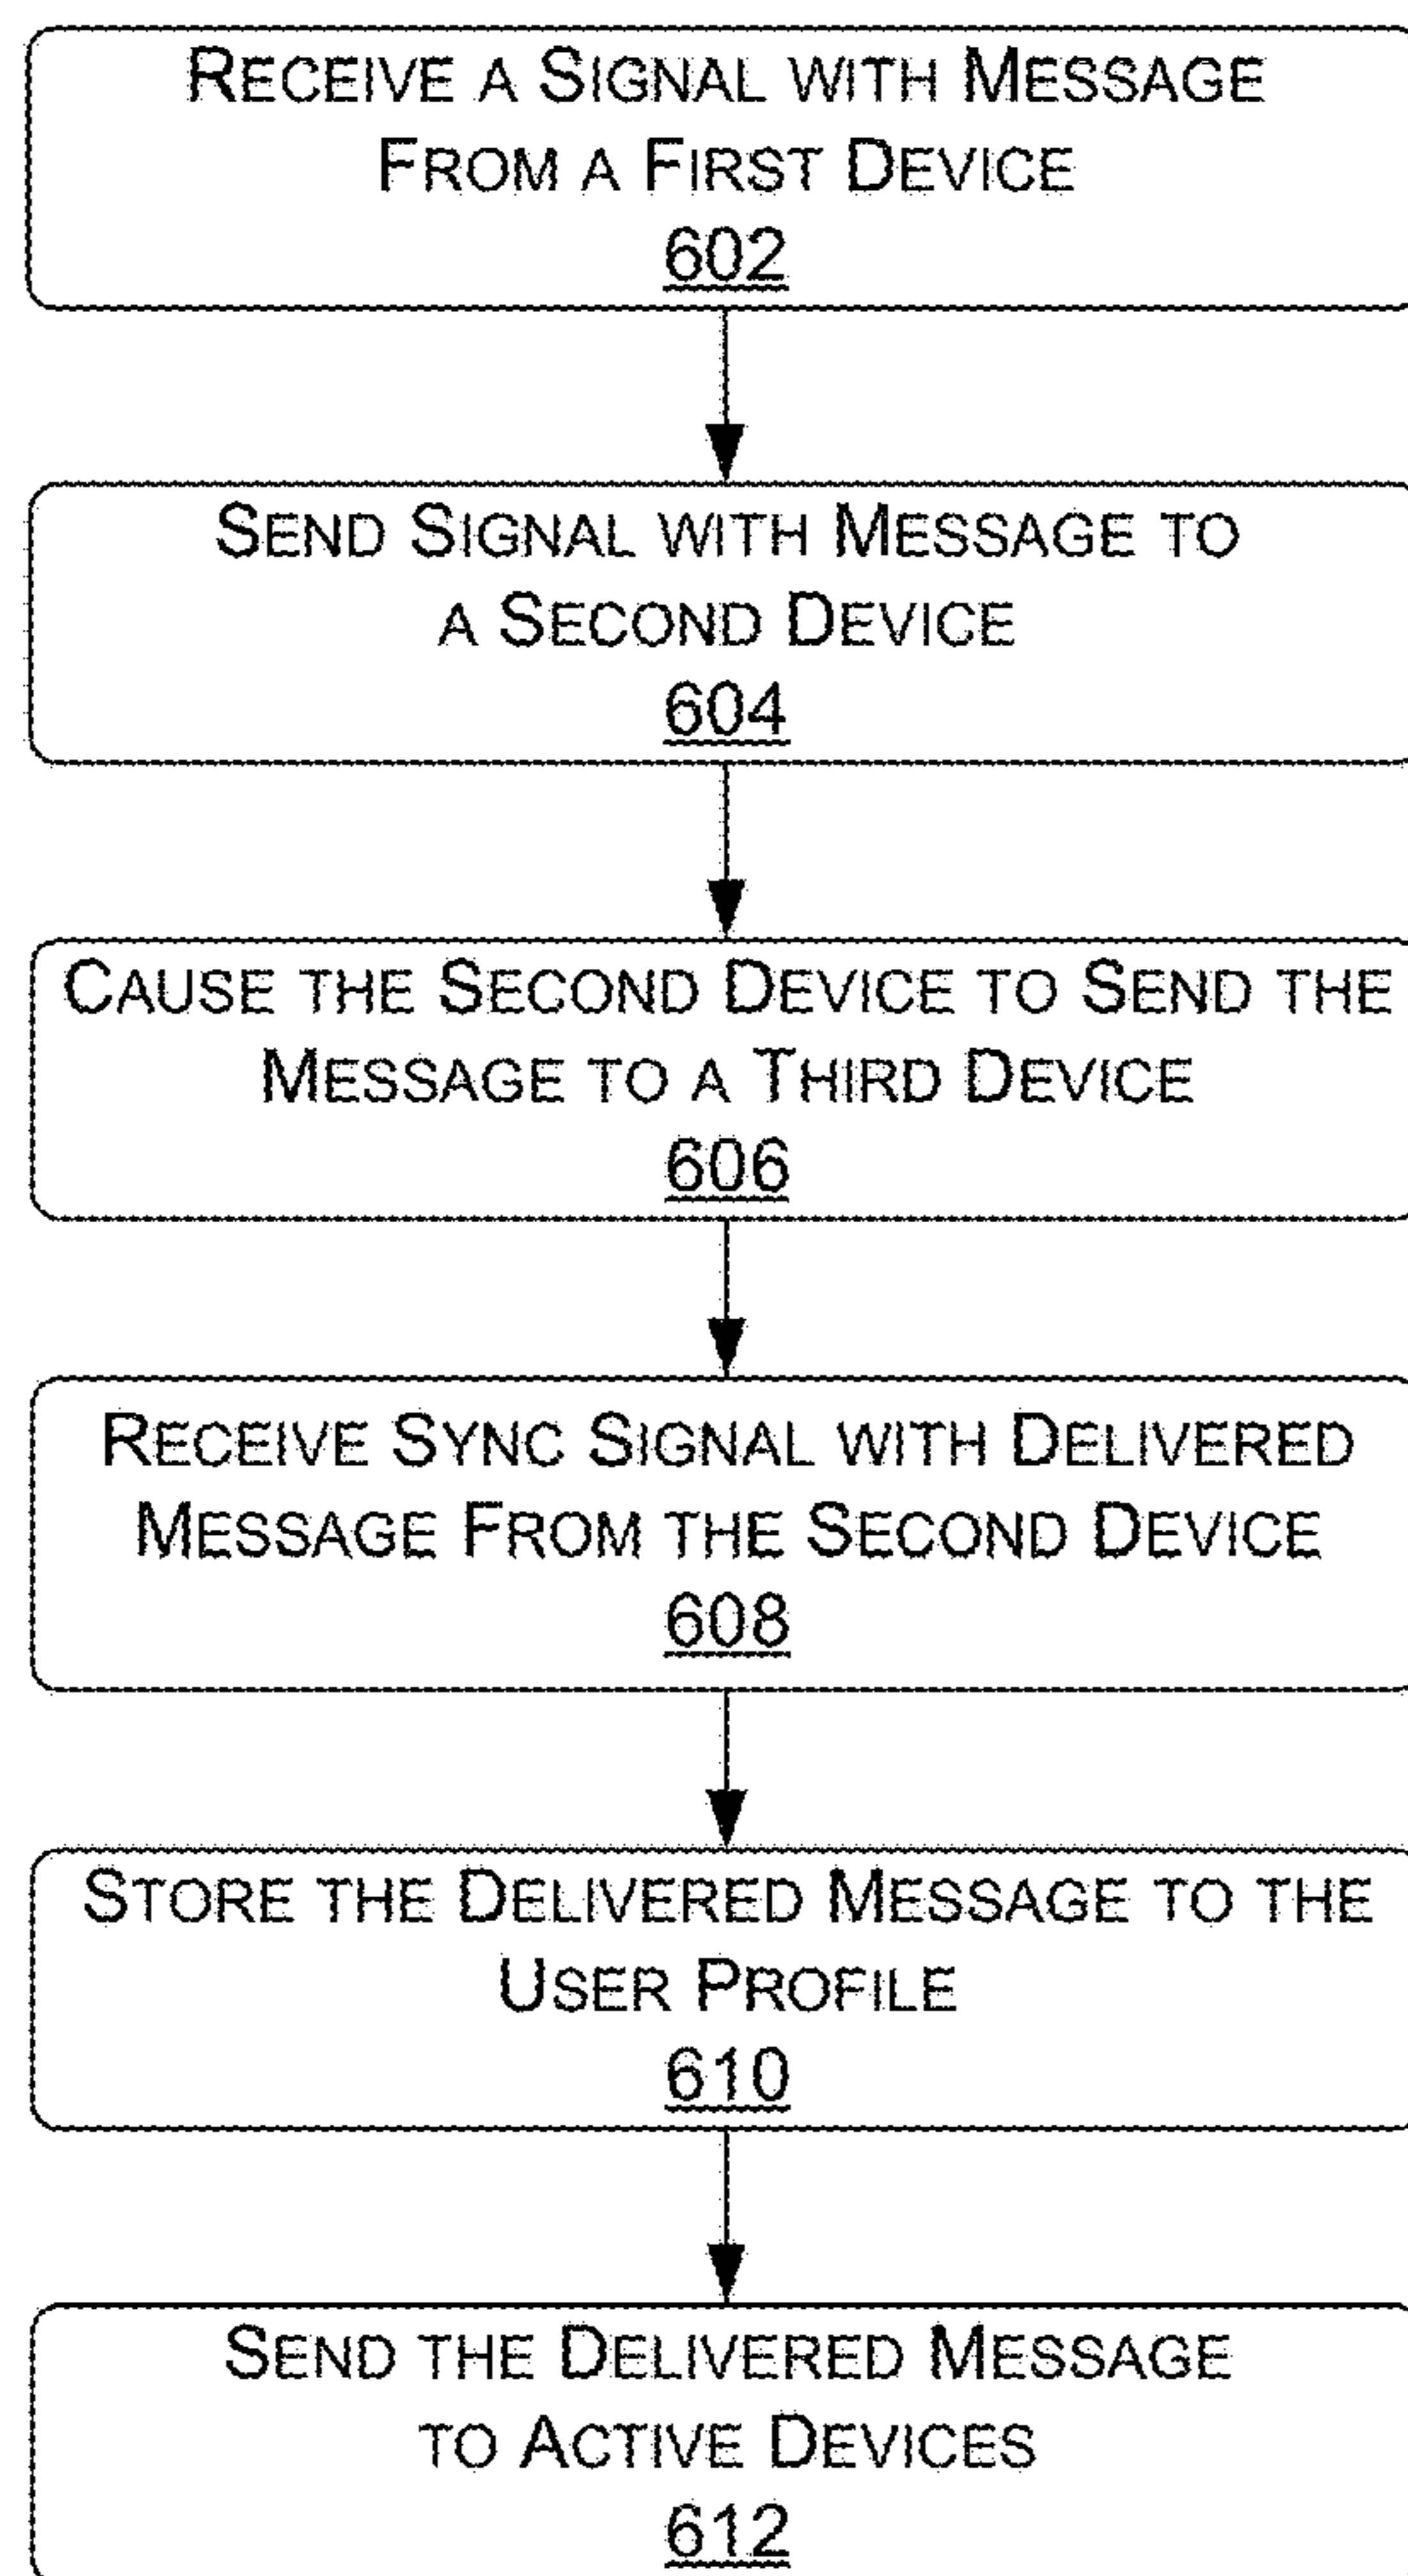 RECEIVE A SIGNAL WITH MESSAGE
FROM A FIRST DEVICE
602
SEND SIGNAL WITH MESSAGE TO
A SECOND DEVICE
604
CAUSE THE SECOND DEVICE TO SEND THE
MESSAGE TO A THIRD DEVICE
606
RECEIVE SYNC SIGNAL WITH DELIVERED
MESSAGE FROM THE SECOND DEVICE
608
STORE THE DELIVERED MESSAGE TO THE
USER PROFILE
610
SEND THE DELIVERED MESSAGE
TO ACTIVE DEVICES
612